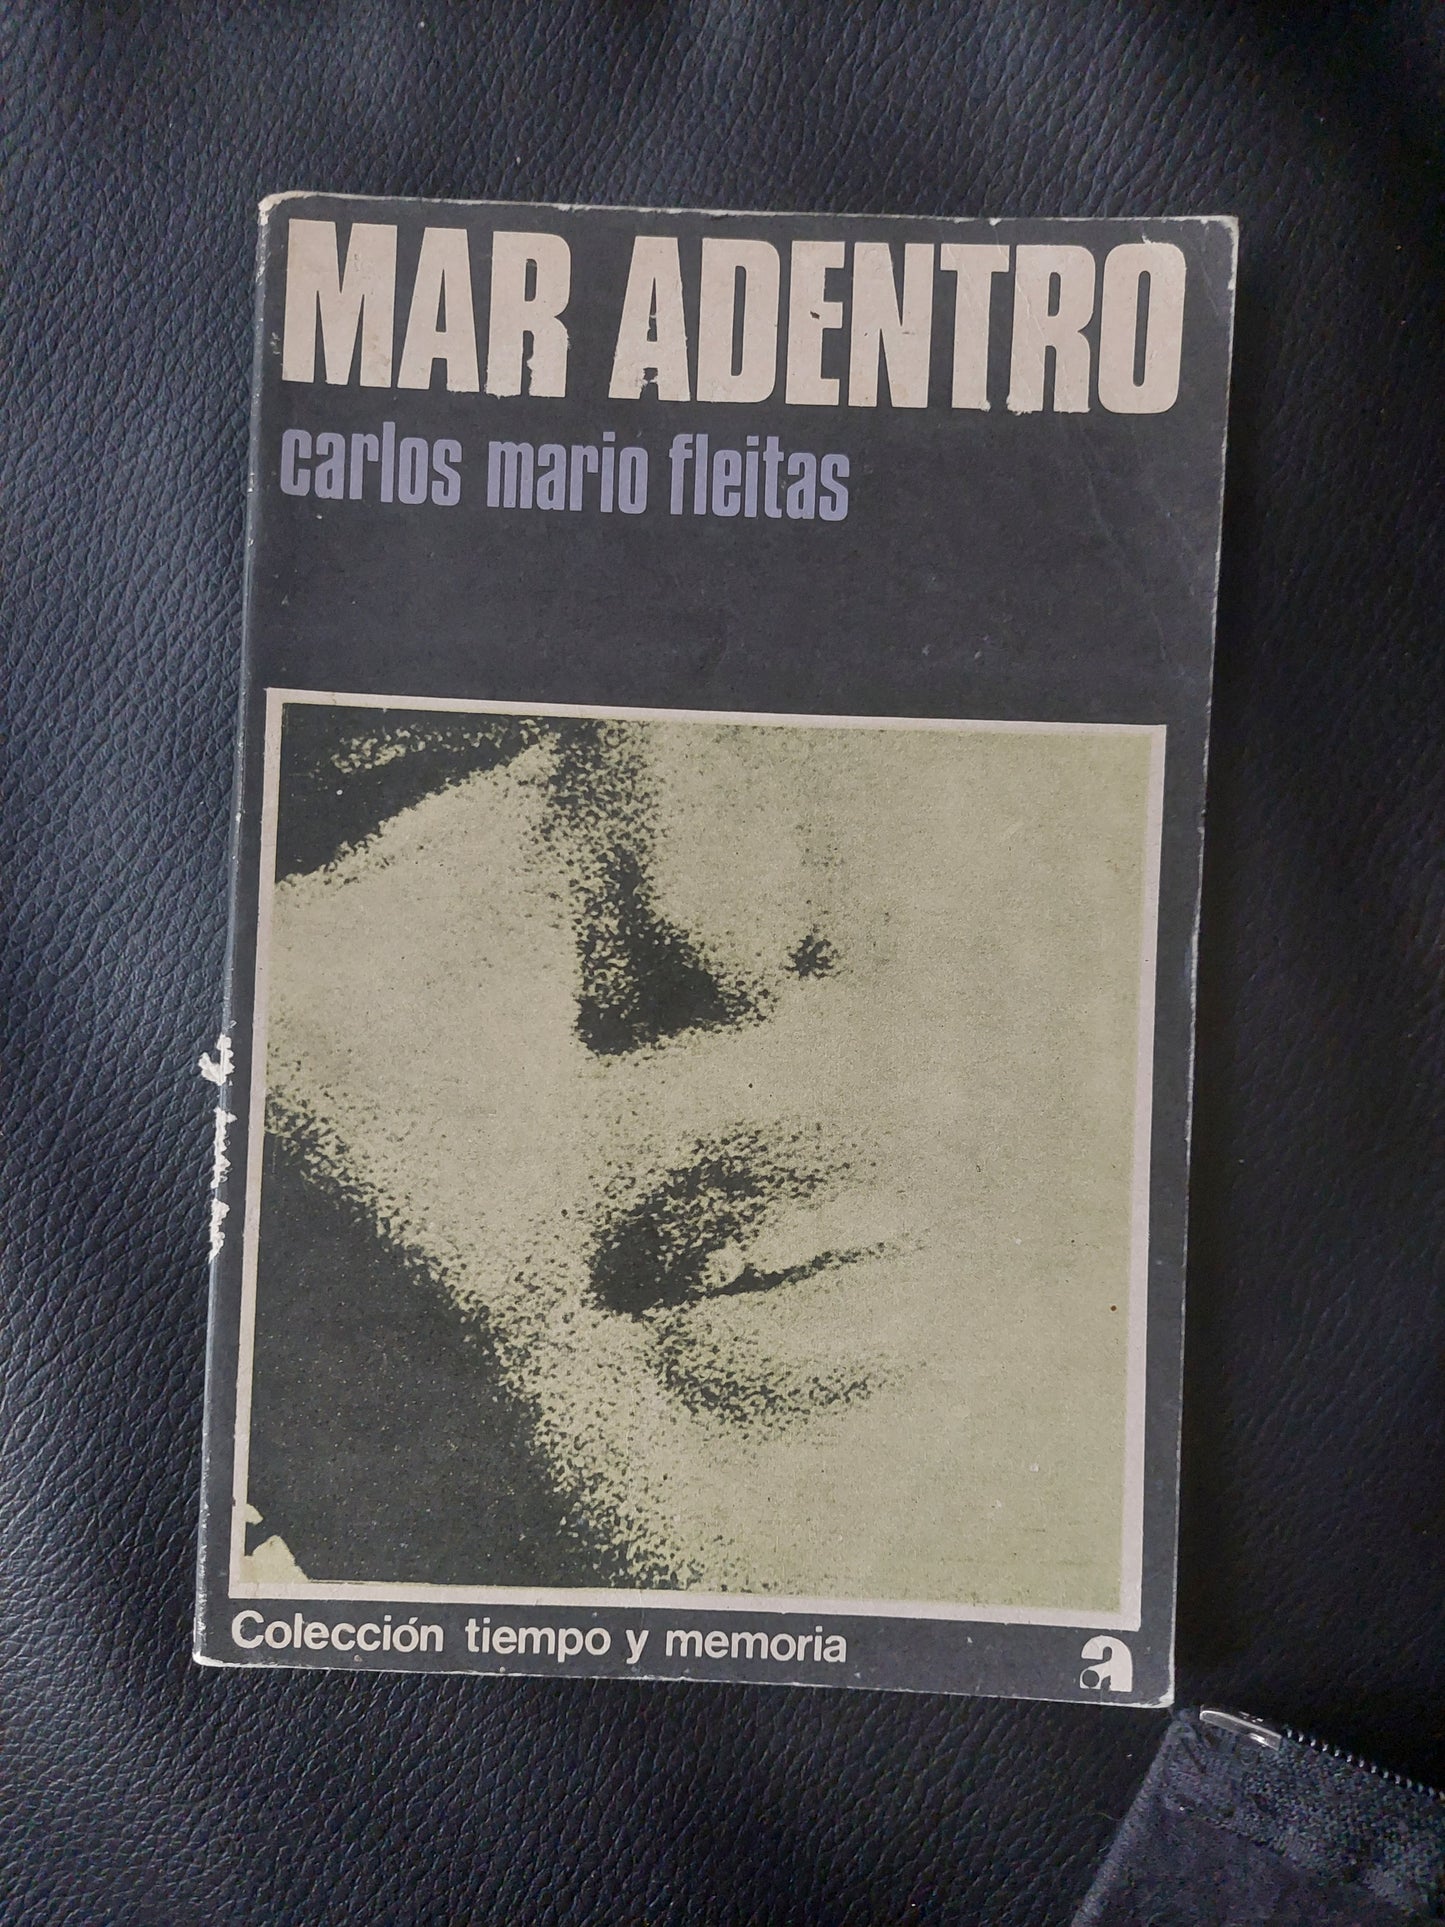 MAR ADENTRO
carlos mario fleitas
Colección tiempo y memoria
a